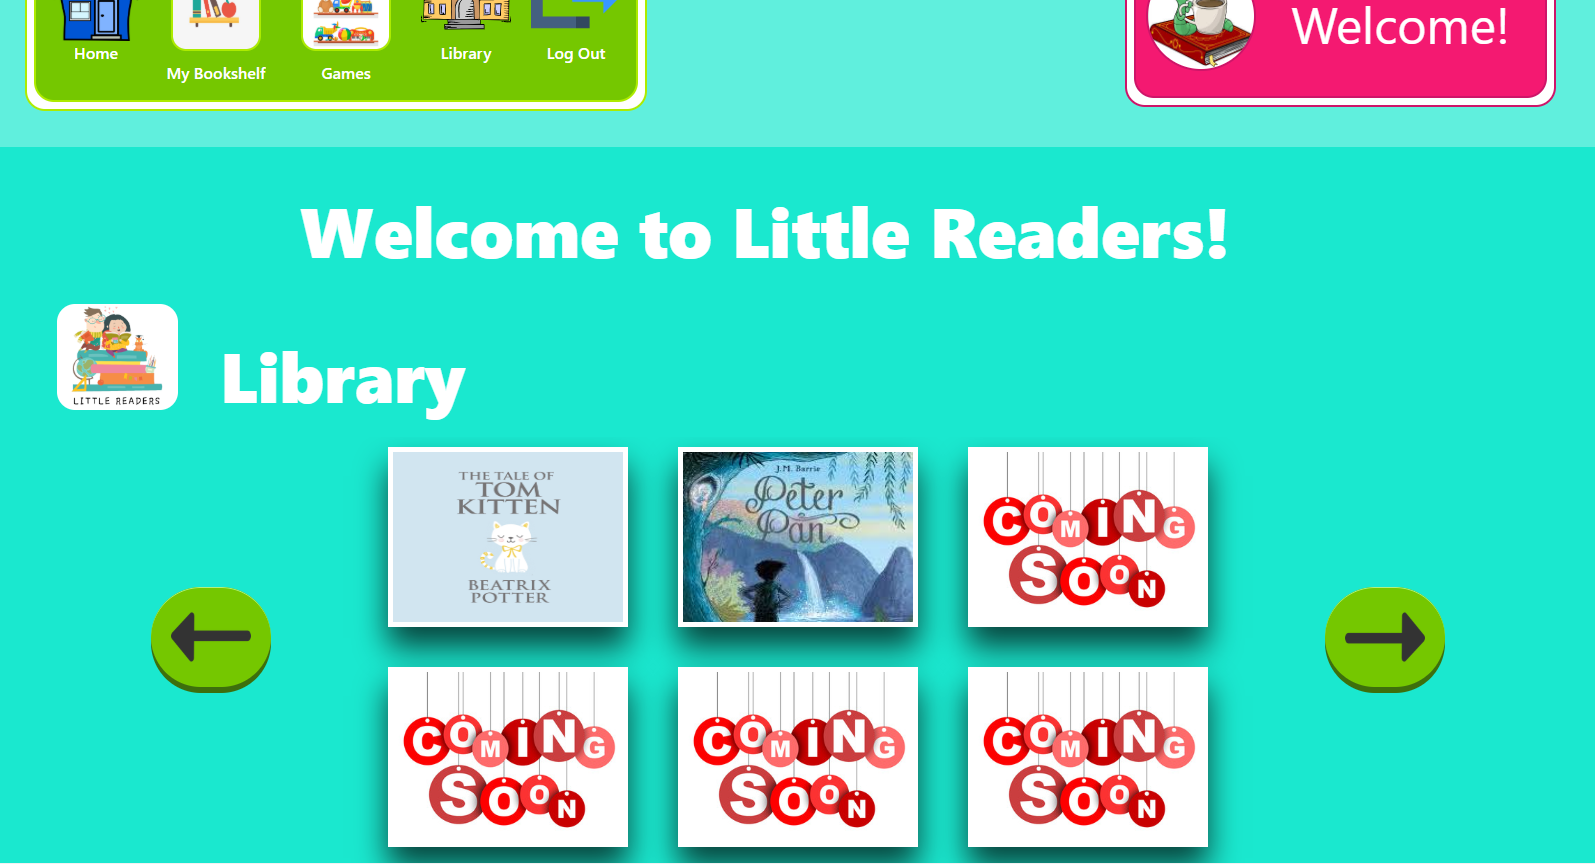 Home
My Bookshelf
Games
Library
Log Out
Welcome!
Welcome to Little Readers!
LITTLE READERS
Library
THE TALE OF
TOM
KITTEN
BEATRIX
POTTER
J.M. Barrie
Peter
Pan
COMING
SOON
COMING
SOON
COMING
SOON
COMING
SOON